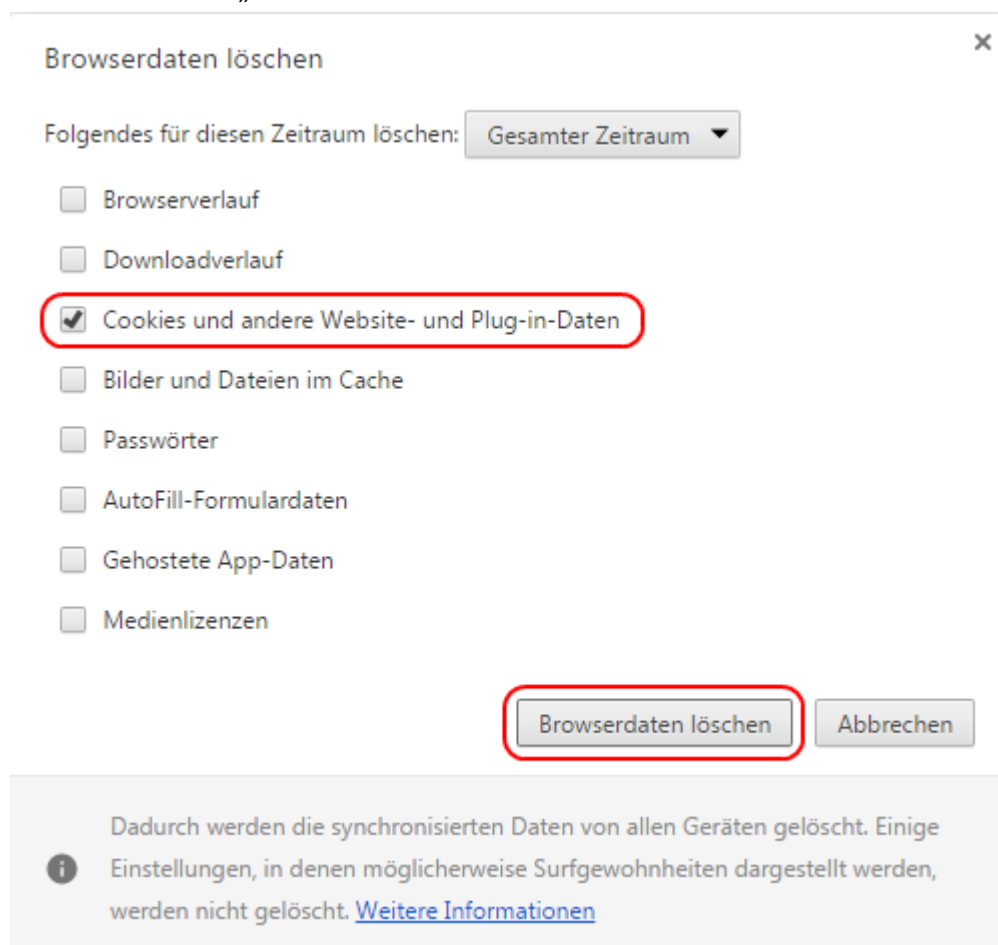 „
Browserdaten löschen
Folgendes für diesen Zeitraum löschen: Gesamter Zeitraum
Browserverlauf
Downloadverlauf
Cookies und andere Website- und Plug-in-Daten
Bilder und Dateien im Cache
Passwörter
AutoFill-Formulardaten
Gehostete App-Daten
Medienlizenzen
Browserdaten löschen Abbrechen
Dadurch werden die synchronisierten Daten von allen Geräten gelöscht. Einige
Einstellungen, in denen möglicherweise Surfgewohnheiten dargestellt werden,
werden nicht gelöscht. Weitere Informationen